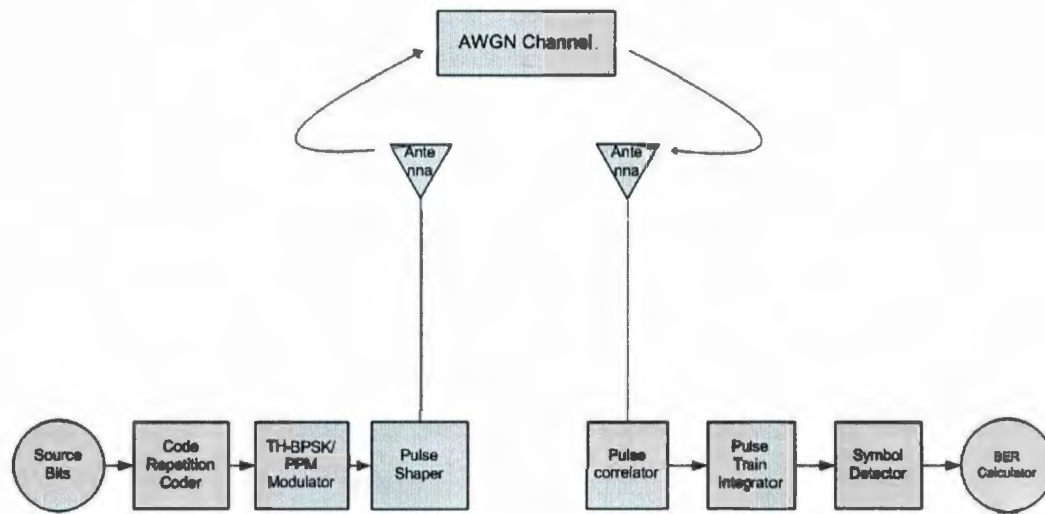 AWGN Channel.
Ante
nna
Ante
nna
Source
Bits
Code
Repetition
Coder
TH-BPSK/
PPM
Modulator
Pulse
Shaper
Pulse
correlator
Pulse
Train
Integrator
Symbol
Detector
BER
Calculator